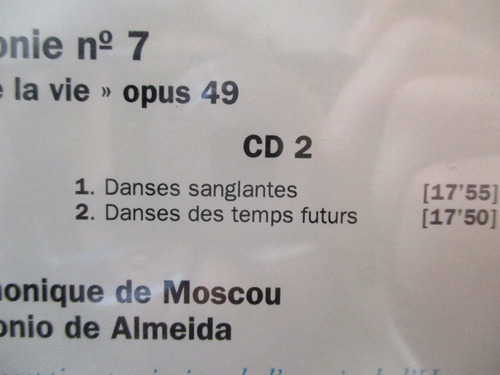 onie nº 7
e la vie » opus 49
CD 2
1. Danses sanglantes [17'55]
2. Danses des temps futurs [17'50]
nonique de Moscou
onio de Almeida